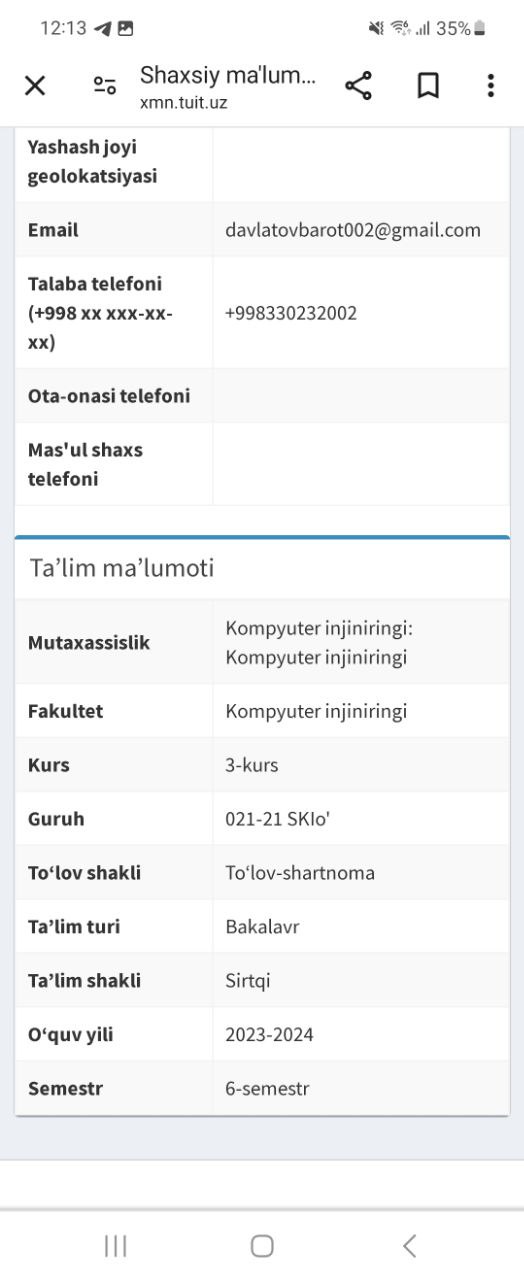 12:13
35%
Shaxsiy ma'lum...
xmn.tuit.uz
Yashash joyi
geolokatsiyasi
Email davlatovbarot002@gmail.com
Talaba telefoni
(+998 xx xxx-xx-
xx)
+998330232002
Ota-onasi telefoni
Mas'ul shaxs
telefoni
Ta’lim ma’lumoti
Mutaxassislik
Kompyuter injiniringi:
Kompyuter injiniringi
Fakultet Kompyuter injiniringi
Kurs 3-kurs
Guruh 021-21 SKIo'
To‘lov shakli To‘lov-shartnoma
Ta’lim turi Bakalavr
Ta’lim shakli Sirtqi
O‘quv yili 2023-2024
Semestr 6-semestr